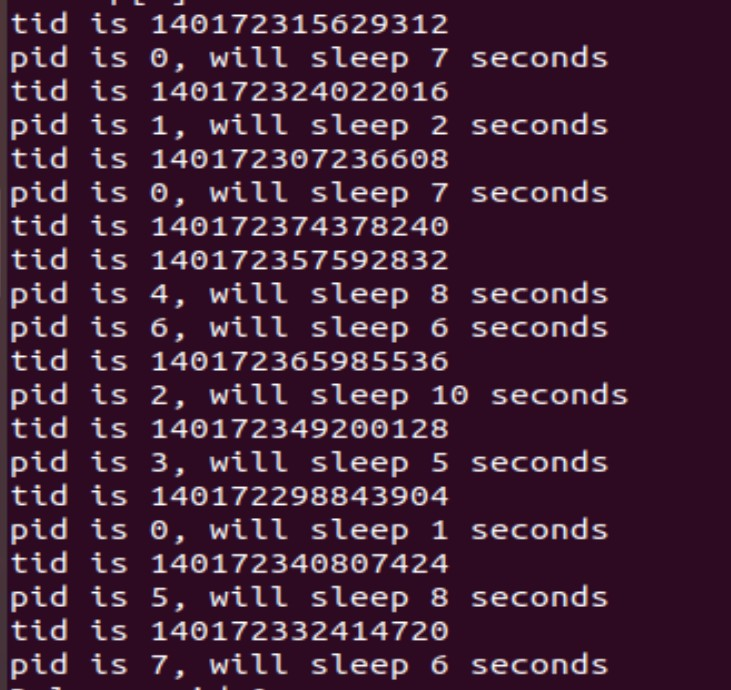 tid is 140172315629312
pid is 0, will sleep 7 seconds
tid is 140172324022016
pid is 1, will sleep 2 seconds
tid is 140172307236608
pid is 0, will sleep 7 seconds
tid is 140172374378240
tid is 140172357592832
pid is 4, will sleep 8 seconds
pid is 6, will sleep 6 seconds
tid is 140172365985536
pid is 2, will sleep 10 seconds
tid is 140172349200128
pid is 3, will sleep 5 seconds
tid is 140172298843904
pid is 0, will sleep 1 seconds
tid is 140172340807424
pid is 5, will sleep 8 seconds
tid is 140172332414720
pid is 7, will sleep 6 seconds